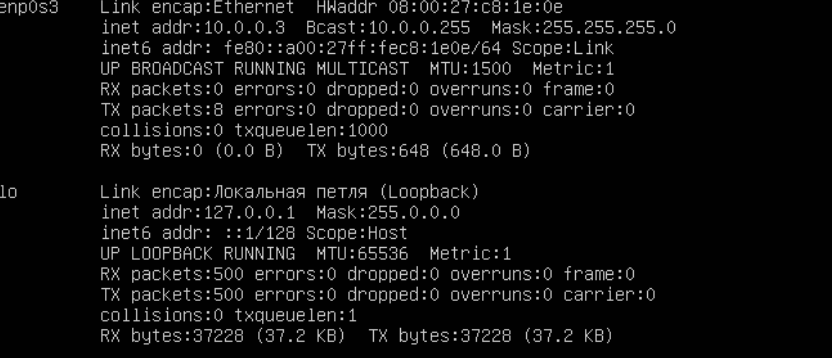 enp0s3 Link encap:Ethernet HWaddr 08:00:27:c8:1e:0e
inet addr:10.0.0.3 Bcast:10.0.0.255 Mask:255.255.255.0
inet6 addr: fe80::a00:27ff:fec8:1e0e/64 Scope:Link
UP BROADCAST RUNNING MULTICAST MTU:1500 Metric:1
RX packets:0 errors:0 dropped:0 overruns:0 frame:0
TX packets:8 errors:0 dropped:0 overruns:0 carrier:0
collisions:0 txqueuelen:1000
RX bytes:0 (0.0 B) TX bytes:648 (648.0 B)
lo Link encap:Локальная петля (Loopback)
inet addr:127.0.0.1 Mask:255.0.0.0
inet6 addr: ::1/128 Scope:Host
UP LOOPBACK RUNNING MTU:65536 Metric:1
RX packets:500 errors:0 dropped:0 overruns:0 frame:0
TX packets:500 errors:0 dropped:0 overruns:0 carrier:0
collisions:0 txqueuelen:1
RX bytes:37228 (37.2 KB) TX bytes:37228 (37.2 KB)